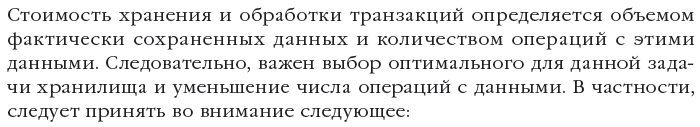 Стоимость хранения и обработки транзакций определяется объемом
фактически сохраненных данных и количеством операций с этими
данными. Следовательно, важен выбор оптимального для данной зада-
чи хранилища и уменьшение числа операций с данными. В частности,
следует принять во внимание следующее: